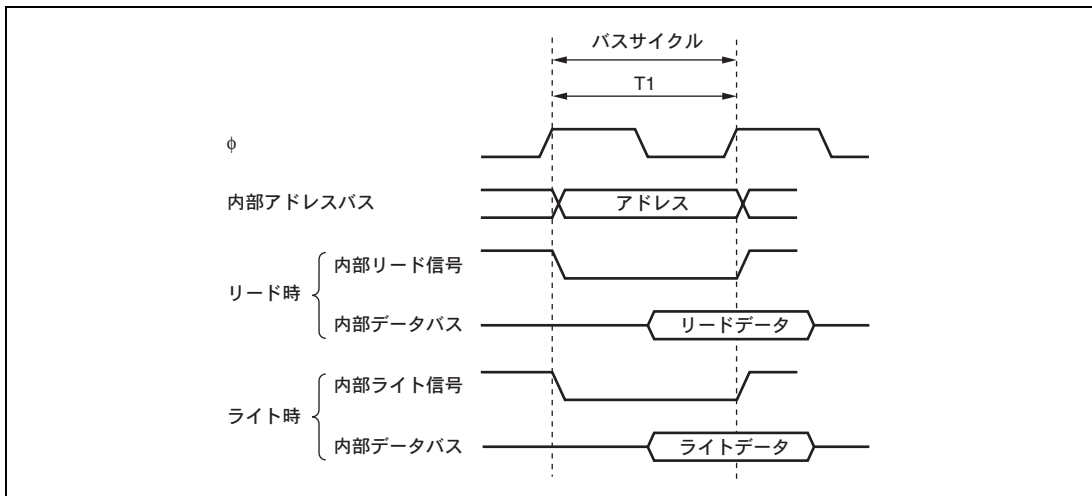 バスサイクル
T1
φ
内部アドレスバス
アドレス
リード時
内部リード信号
内部データバス
リードデータ
ライト時
内部ライト信号
内部データバス
ライトデータ